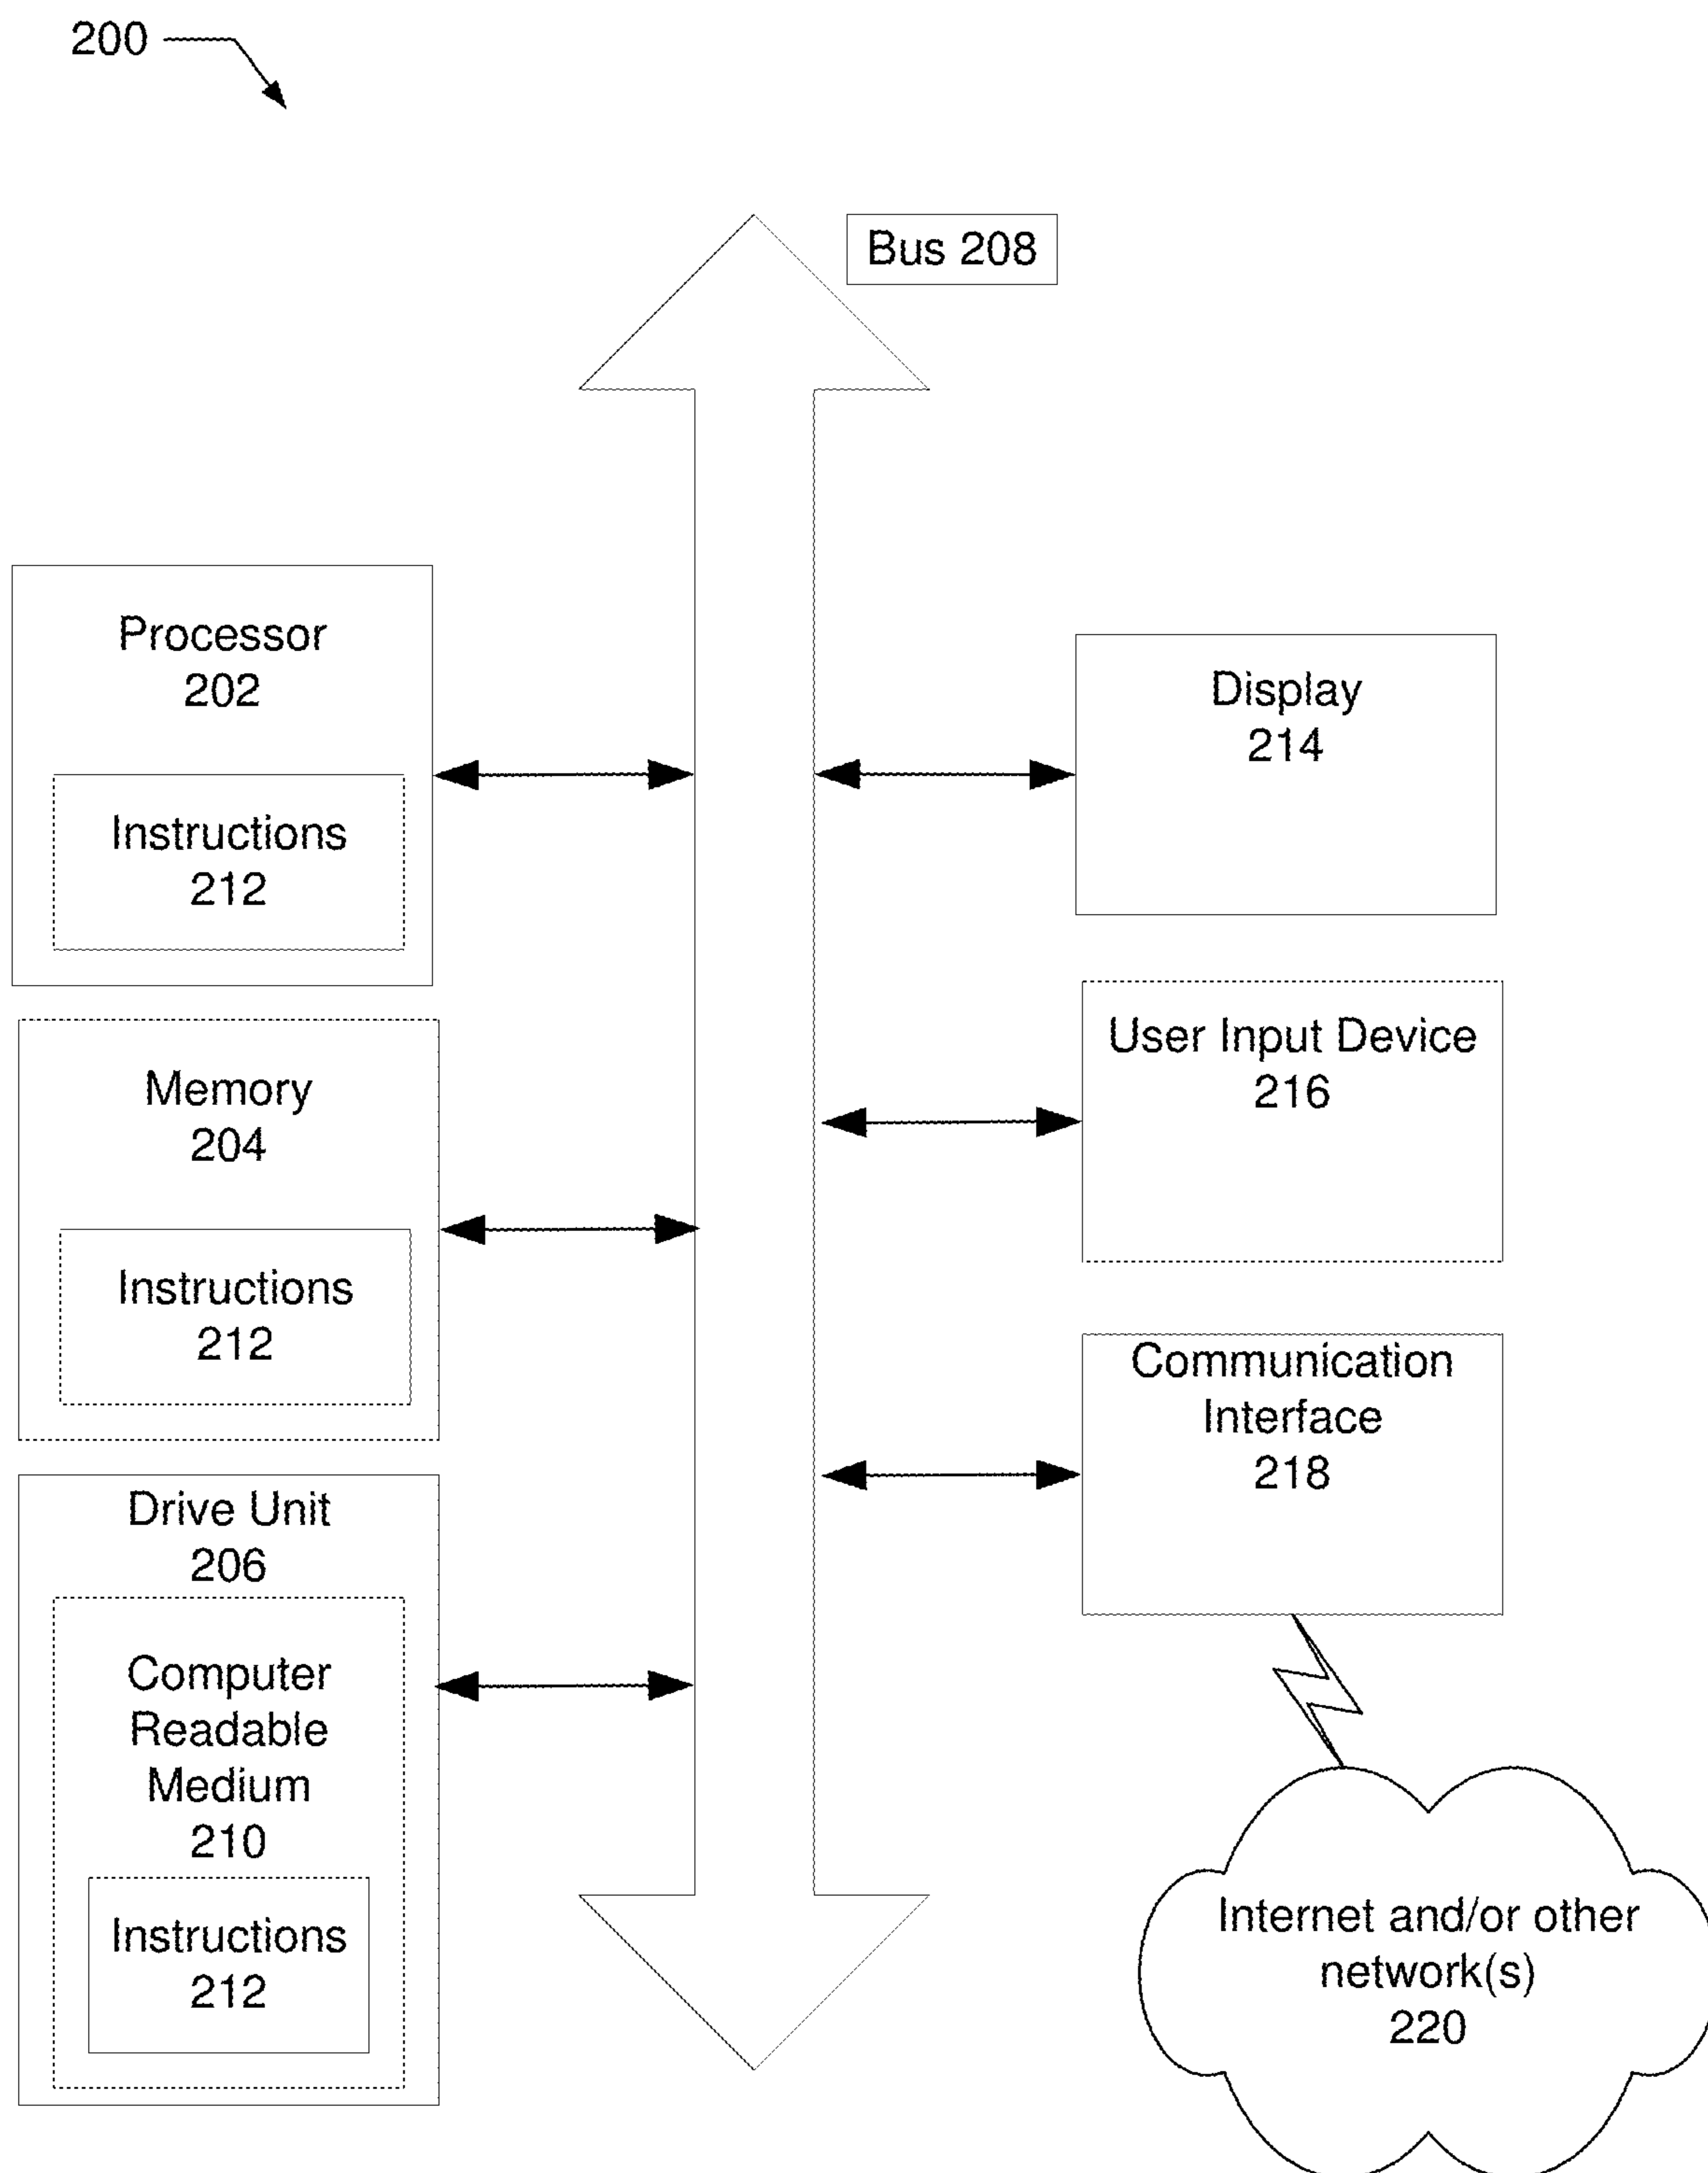 200
Bus 208
Processor
202
Instructions
212
Memory
204
Instructions
212
Drive Unit
206
Computer
Readable
Medium
210
Instructions
212
Display
214
User Input Device
216
Communication
Interface
218
Internet and/or other
network(s)
220